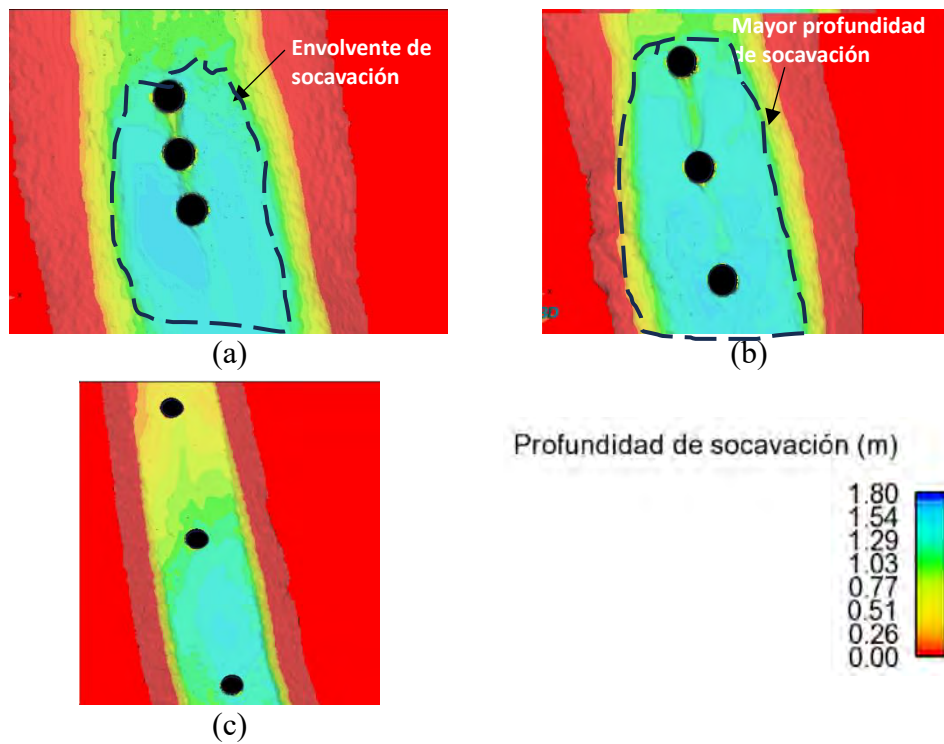 Envolvente de
socavación
Mayor profundidad
de socavación
(a)
(b)
Profundidad de socavación (m)
1.80
1.54
1.29
1.03
0.77
0.51
0.26
0.00
(c)